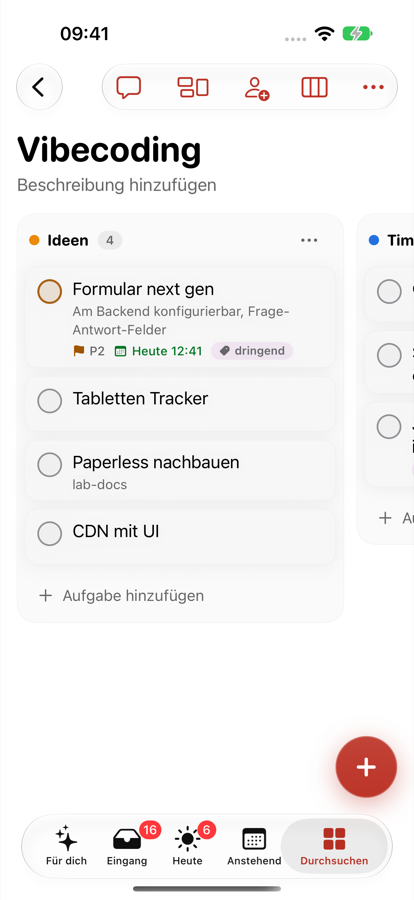 09:41
Vibecoding
Beschreibung hinzufügen
Ideen 4
Formular next gen
Am Backend konfigurierbar, Frage-
Antwort-Felder
P2 Heute 12:41 dringend
Tabletten Tracker
Paperless nachbauen
lab-docs
CDN mit UI
+ Aufgabe hinzufügen
Tim
+
16
6
Für dich
Eingang
Heute
Anstehend
Durchsuchen